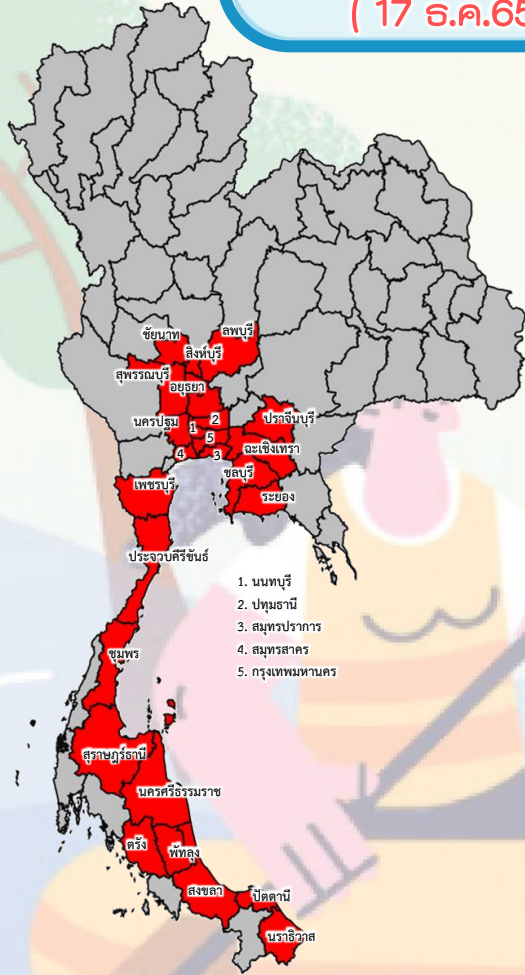 ( 17 ธ.ค.65
ชัยนาท
ลพบุรี
สิงห์บุรี
สุพรรณบุรี
อยุธยา
นครปฐม
1
2
5
4
3
ปราจีนบุรี
ฉะเชิงเทรา
ชลบุรี
ระยอง
เพชรบุรี
ประจวบคีรีขันธ์
1. นนทบุรี
2. ปทุมธานี
3. สมุทรปราการ
4. สมุทรสาคร
5. กรุงเทพมหานคร
ชุมพร
สุราษฎร์ธานี
นครศรีธรรมราช
ตรัง
พัทลุง
สงขลา
ปัตตานี
นราธิวาส